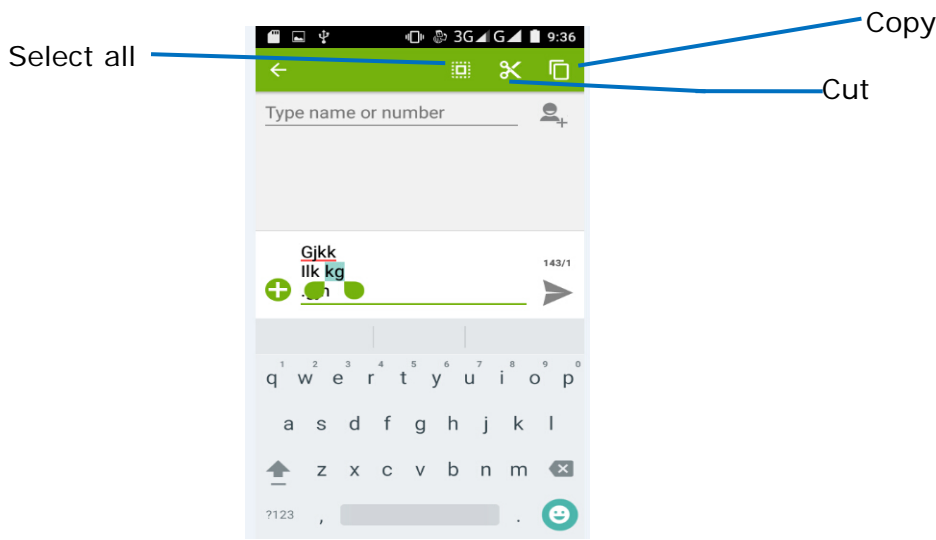 Copy
3G G 9:36
Select all
Cut
Type name or number
Gjkk
Ilk kg
143/1
1 2 3 4 5 6 7 8 9 0
q w e r t y u i o p
a s d f g h j k l
z x c v b n m
?123 , .